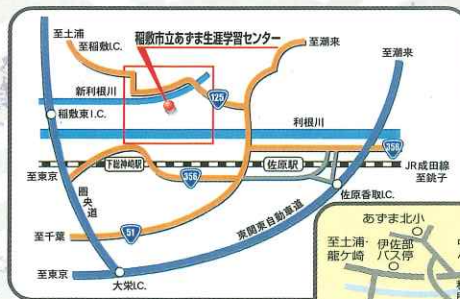 至土浦
至稲敷I.C.
稲敷市立あずま生涯学習センター
至潮来
至潮来
新利根川
125
稲敷東I.C.
利根川
356
下総神崎駅
佐原駅
JR成田線
至銚子
至東京
356
圏央道
佐原香取I.C.
51
至千葉
東関東自動車道
至東京
大栄I.C.
あずま北小
至土浦・
龍ケ崎
伊佐部
バス停